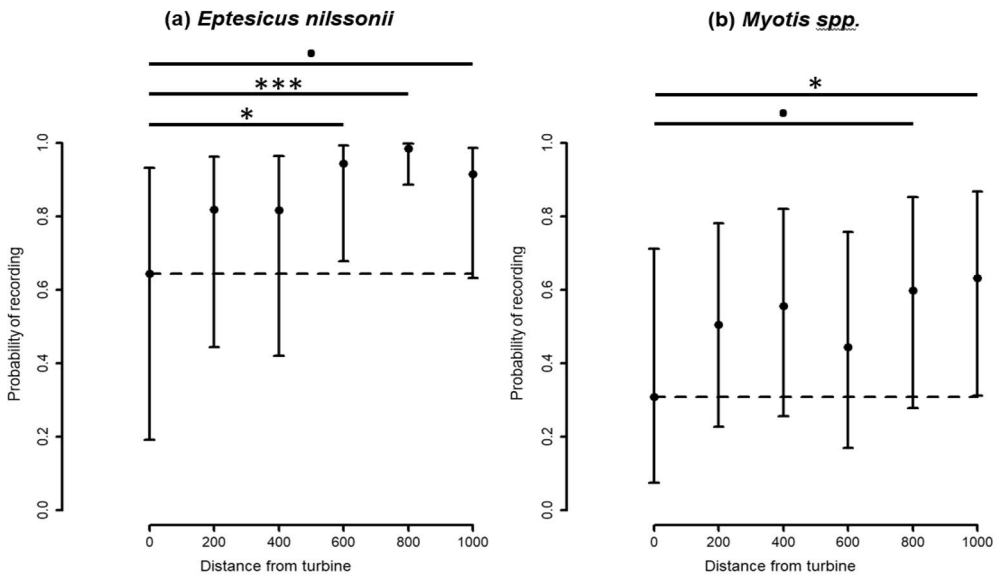 (a) Eptesicus nilssonii
***
*
Probability of recording
1.0
0.8
0.6
0.4
0.2
0.0
0 200 400 600 800 1000
Distance from turbine
(b) Myotis spp.
*
Probability of recording
1.0
0.8
0.6
0.4
0.2
0.0
0 200 400 600 800 1000
Distance from turbine